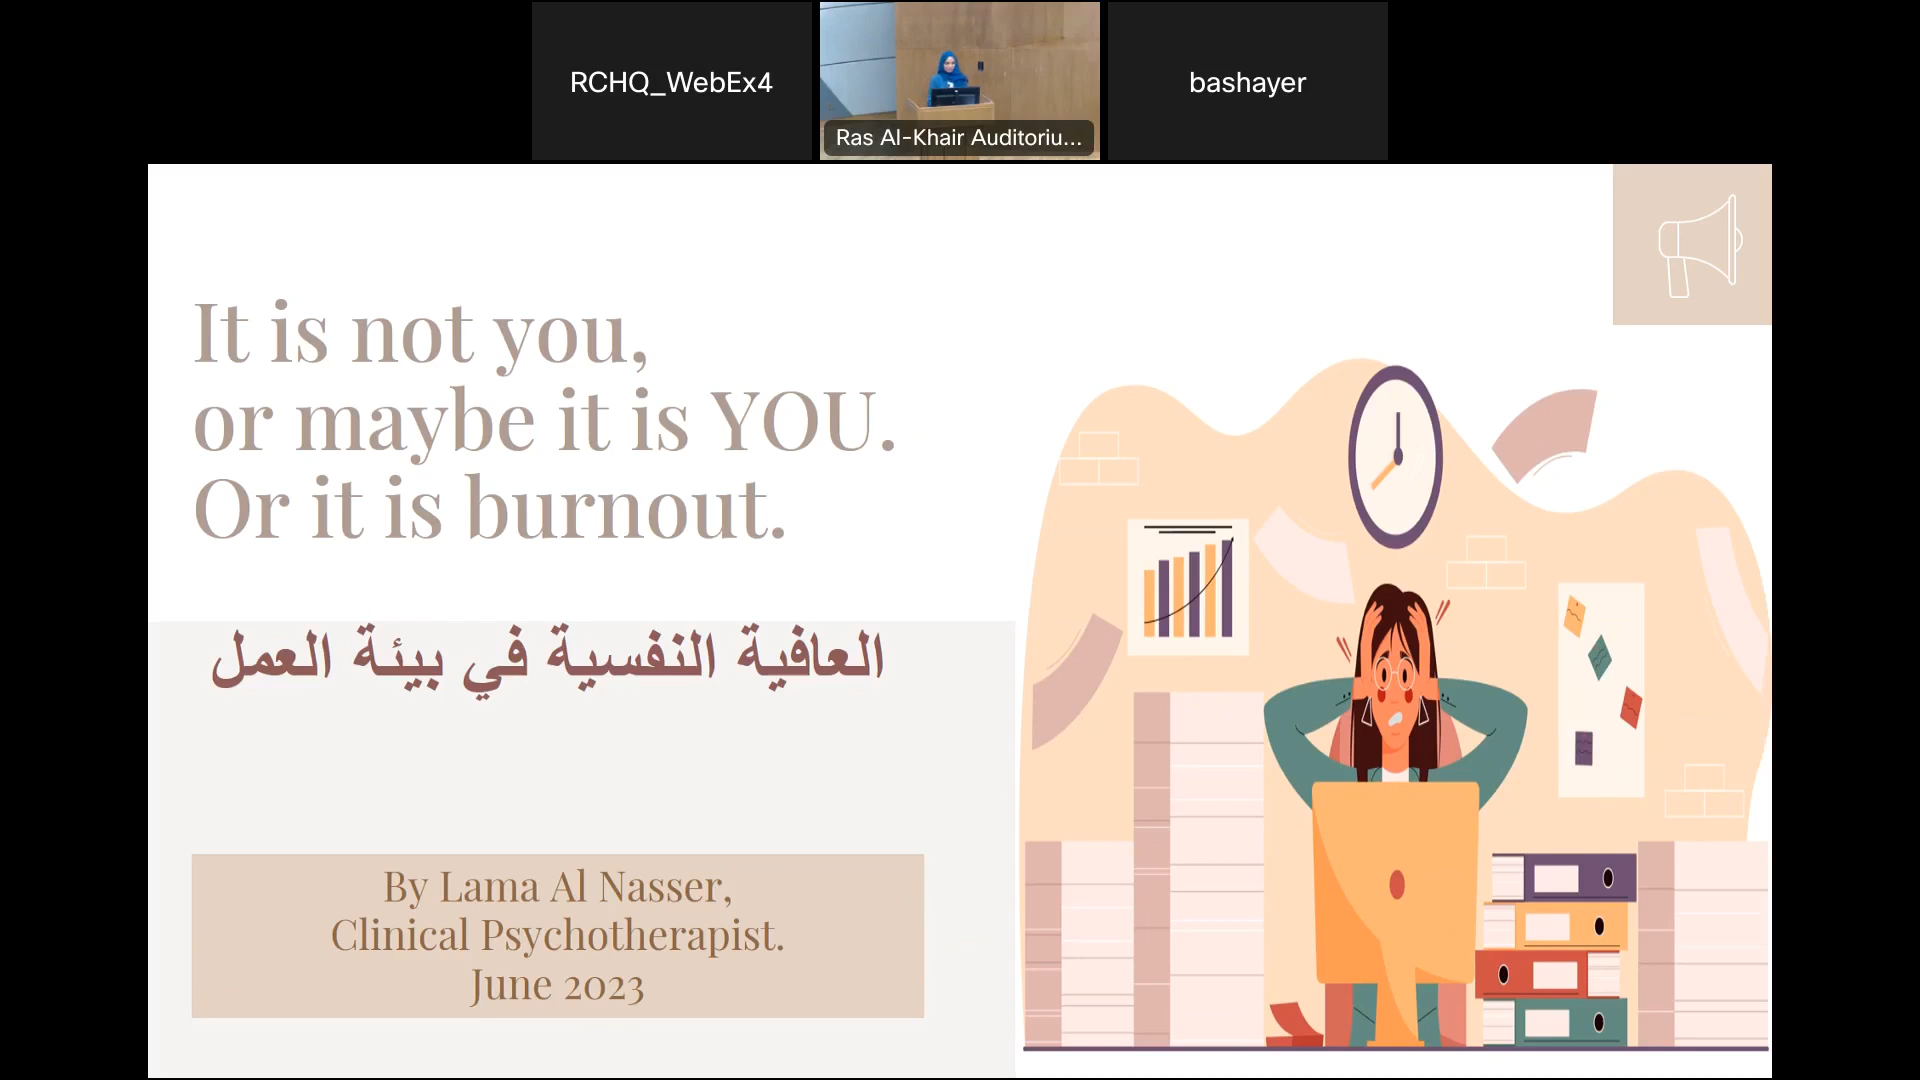 RCHQ_WebEx4
Ras Al-Khair Auditoriu...
bashayer
It is not you,
or maybe it is YOU.
Or it is burnout.
العافية النفسية في بيئة العمل
By Lama Al Nasser,
Clinical Psychotherapist.
June 2023